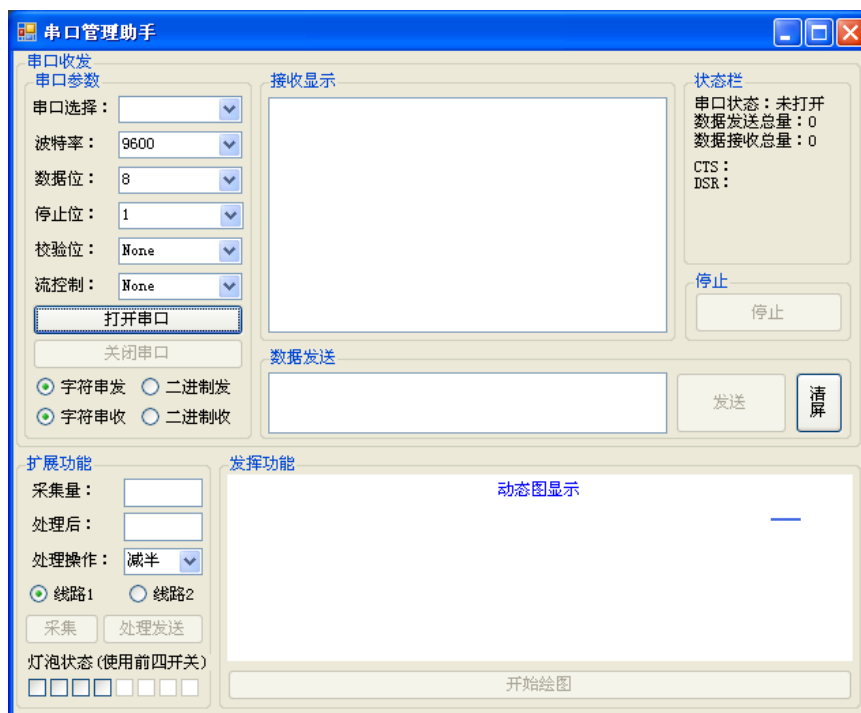 串口管理助手
串口收发
串口参数
串口选择：
波特率： 9600
数据位： 8
停止位： 1
校验位： None
流控制： None
打开串口
关闭串口
字符串发 二进制发
字符串收 二进制收
接收显示
数据发送
发送
清屏
状态栏
串口状态：未打开
数据发送总量：0
数据接收总量：0
CTS：
DSR：
停止
停止
扩展功能
采集量：
处理后：
处理操作： 减半
线路1 线路2
采集 处理发送
灯泡状态(使用前四开关)
发挥功能
动态图显示
开始绘图